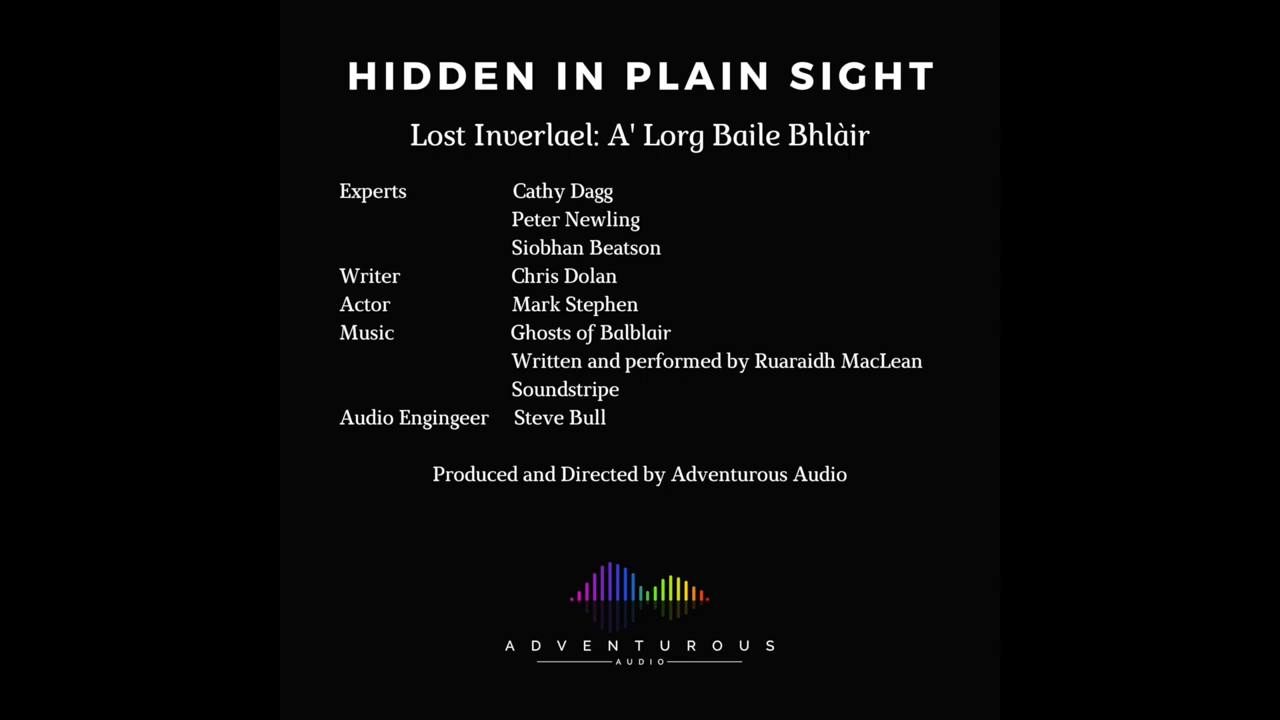 HIDDEN IN PLAIN SIGHT
Lost Inverlael: A' Lorg Baile Bhlàir
Experts Cathy Dagg
Peter Newling
Siobhan Beatson
Writer Chris Dolan
Actor Mark Stephen
Music Ghosts of Balblair
Written and performed by Ruaraidh MacLean
Soundstripe
Audio Engingeer Steve Bull
Produced and Directed by Adventurous Audio
ADVENTUROUS
AUDIO